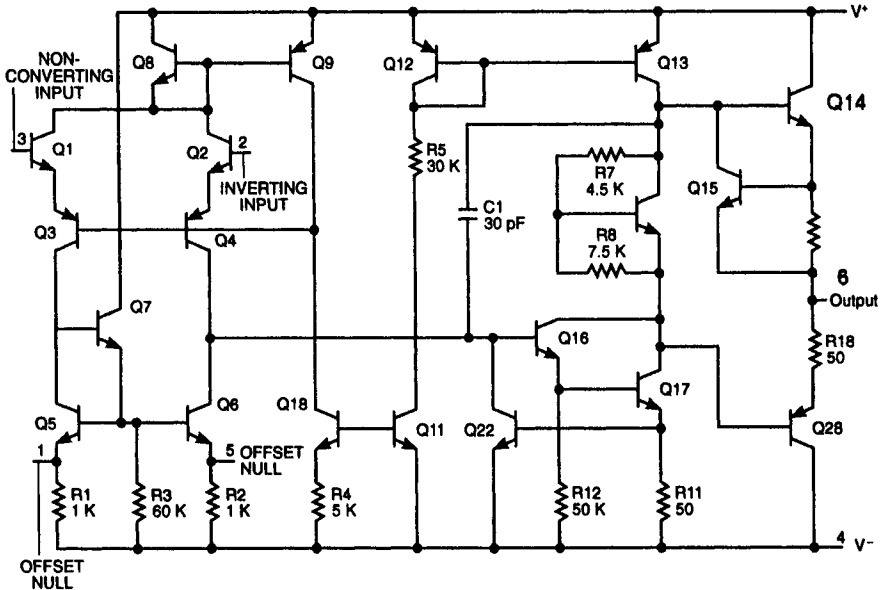 V+
Q8
Q9
Q12
Q13
NON-
CONVERTING
INPUT
3
Q1
Q2
2
INVERTING
INPUT
Q14
R5
30 K
R7
4.5 K
Q15
C1
30 pF
Q3
Q4
R8
7.5 K
6
Output
Q7
Q16
R18
50
Q5
Q6
Q18
Q11
Q22
Q17
Q28
1
5 OFFSET
NULL
R1
1 K
R3
60 K
R2
1 K
R4
5 K
R12
50 K
R11
50
4 V-
OFFSET
NULL